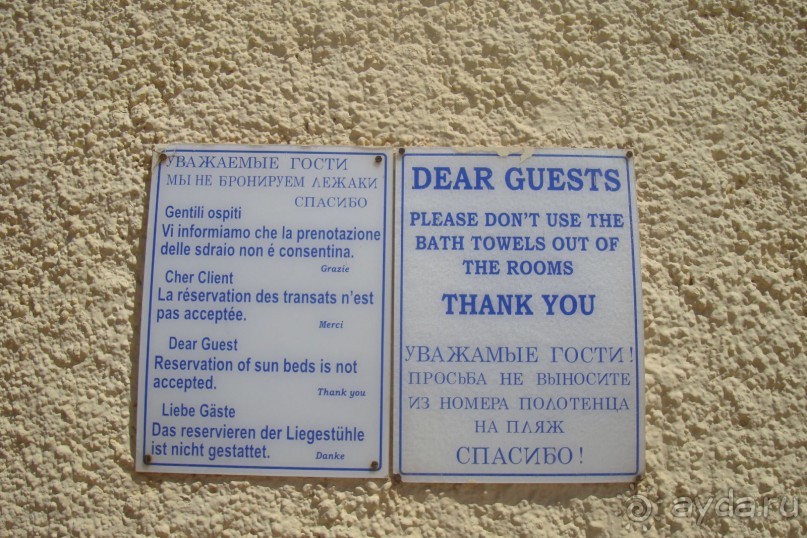 УВАЖАЕМЫЕ ГОСТИ
МЫ НЕ БРОНИРУЕМ ЛЕЖАКИ
СПАСИБО
Gentili ospiti
Vi informiamo che la prenotazione
delle sdraio non é consentina.
Grazie
Cher Client
La réservation des transats n'est
pas acceptée.
Merci
Dear Guest
Reservation of sun beds is not
accepted.
Thank you
Liebe Gäste
Das reservieren der Liegestühle
ist nicht gestattet.
Danke
DEAR GUESTS
PLEASE DON'T USE THE
BATH TOWELS OUT OF
THE ROOMS
THANK YOU
УВАЖАМЫЕ ГОСТИ!
ПРОСЬБА НЕ ВЫНОСИТЕ
ИЗ НОМЕРА ПОЛОТЕНЦА
НА ПЛЯЖ
СПАСИБО!
ayda.ru